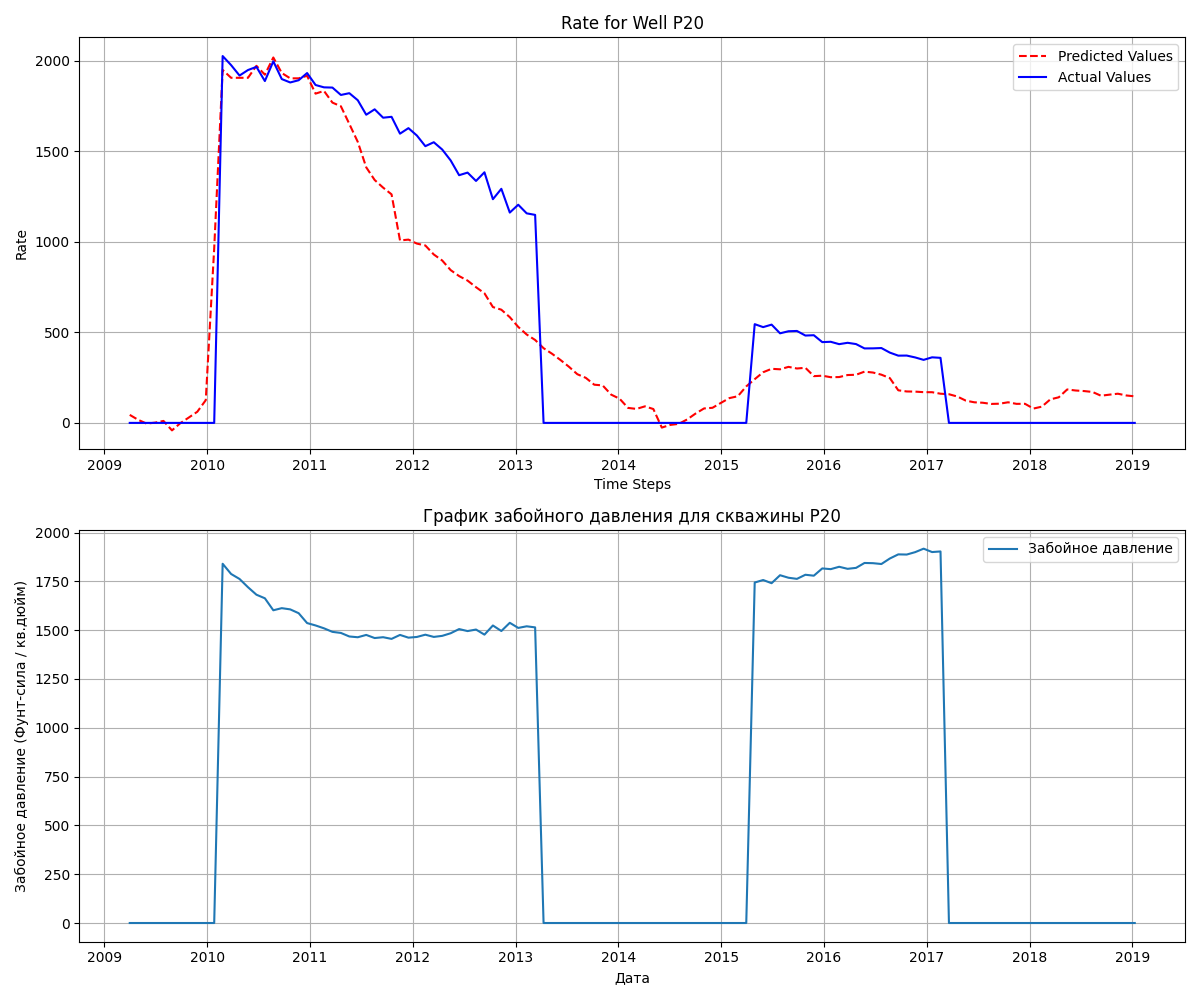 Rate for Well P20
Predicted Values
Actual Values
2000
1500
1000
500
0
Rate
2009 2010 2011 2012 2013 2014 2015 2016 2017 2018 2019
Time Steps
График забойного давления для скважины P20
Забойное давление
2000
1750
1500
1250
1000
750
500
250
0
Забойное давление (Фунт-сила / кв.дюйм)
2009 2010 2011 2012 2013 2014 2015 2016 2017 2018 2019
Дата